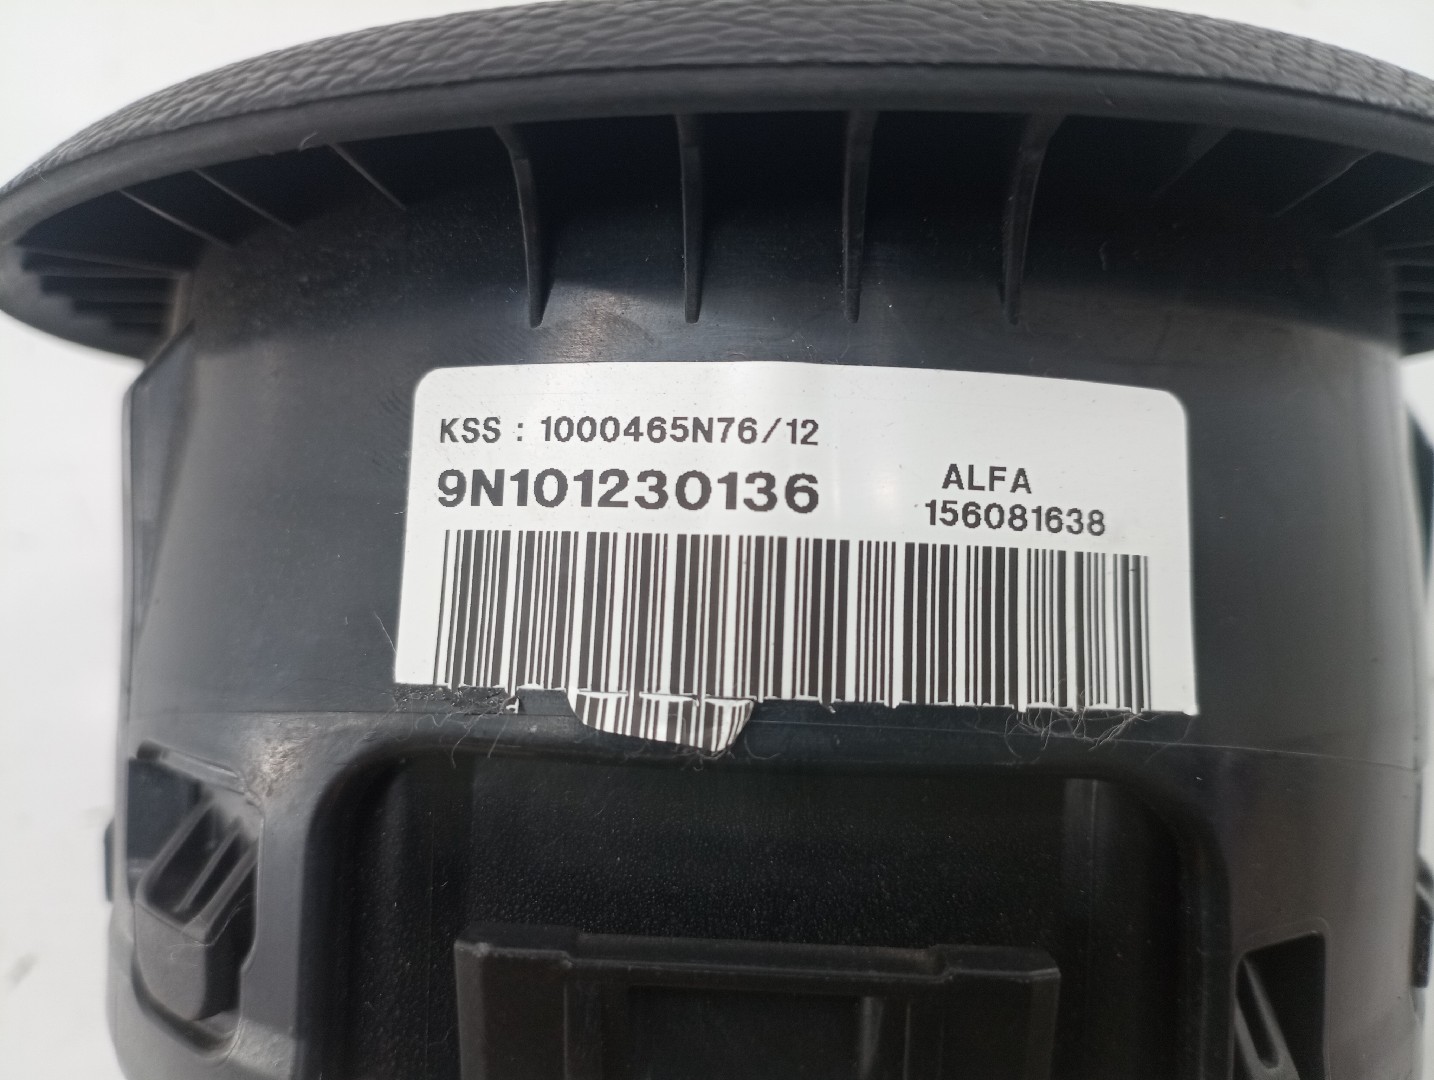 KSS : 1000465N76/12
9N101230136
ALFA
156081638